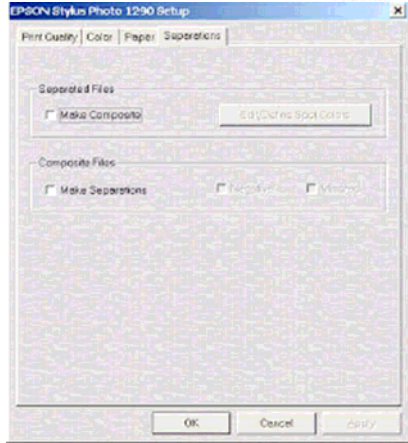 EPSON Stylus Photo 1290 Setup
Print Quality Color Paper Separations
Separated Files
Make Composite Edit/Define Spot Colors
Composite Files
Make Separations Negative Mirrored
OK Cancel Apply